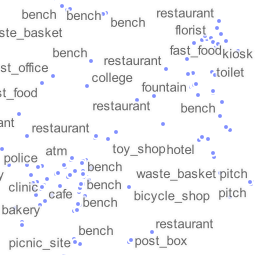 bench bench restaurant
bench
florist
ste_basket
bench fast_food kiosk
restaurant
st_office toilet
college
st_food fountain
restaurant bench
ant restaurant
atm toy_shop hotel
police
bench waste_basket pitch
y
clinic bench
cafe bicycle_shop pitch
bench
bakery
restaurant
bench
picnic_site post_box